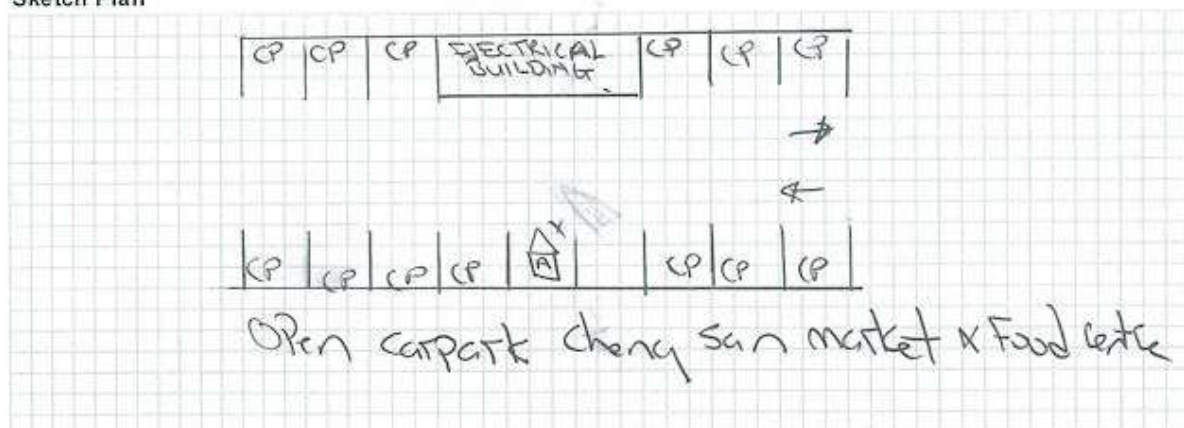 Sketch Plan
CP CP CP ELECTRICAL CP CP CP
BUILDING
CP CP CP CP A x CP CP CP
Open carpark cheng san market x Food centre